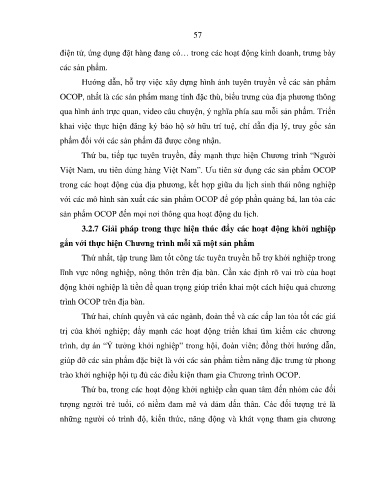 57
điện tử, ứng dụng đặt hàng đang có… trong các hoạt động kinh doanh, trưng bày
các sản phẩm.
Hướng dẫn, hỗ trợ việc xây dựng hình ảnh tuyên truyền về các sản phẩm
OCOP, nhất là các sản phẩm mang tính đặc thù, biểu trưng của địa phương thông
qua hình ảnh trực quan, video câu chuyện, ý nghĩa phía sau mỗi sản phẩm. Triển
khai việc thực hiện đăng ký bảo hộ sở hữu trí tuệ, chỉ dẫn địa lý, truy gốc sản
phẩm đối với các sản phẩm đã được công nhận.
Thứ ba, tiếp tục tuyên truyền, đẩy mạnh thực hiện Chương trình “Người
Việt Nam, ưu tiên dùng hàng Việt Nam”. Ưu tiên sử dụng các sản phẩm OCOP
trong các hoạt động của địa phương, kết hợp giữa du lịch sinh thái nông nghiệp
với các mô hình sản xuất các sản phẩm OCOP để góp phần quảng bá, lan tỏa các
sản phẩm OCOP đến mọi nơi thông qua hoạt động du lịch.
3.2.7 Giải pháp trong thực hiện thúc đẩy các hoạt động khởi nghiệp
gắn với thực hiện Chương trình mỗi xã một sản phẩm
Thứ nhất, tập trung làm tốt công tác tuyên truyền hỗ trợ khởi nghiệp trong
lĩnh vực nông nghiệp, nông thôn trên địa bàn. Cần xác định rõ vai trò của hoạt
động khởi nghiệp là tiền đề quan trọng giúp triển khai một cách hiệu quả chương
trình OCOP trên địa bàn.
Thứ hai, chính quyền và các ngành, đoàn thể và các cấp lan tỏa tốt các giá
trị của khởi nghiệp; đẩy mạnh các hoạt động triển khai tìm kiếm các chương
trình, dự án “Ý tưởng khởi nghiệp” trong hội, đoàn viên; đồng thời hướng dẫn,
giúp đỡ các sản phẩm đặc biệt là với các sản phẩm tiềm năng đặc trưng từ phong
trào khởi nghiệp hội tụ đủ các điều kiện tham gia Chương trình OCOP.
Thứ ba, trong các hoạt động khởi nghiệp cần quan tâm đến nhóm các đối
tượng người trẻ tuổi, có niềm đam mê và dám dấn thân. Các đối tượng trẻ là
những người có trình độ, kiến thức, năng động và khát vọng tham gia chương